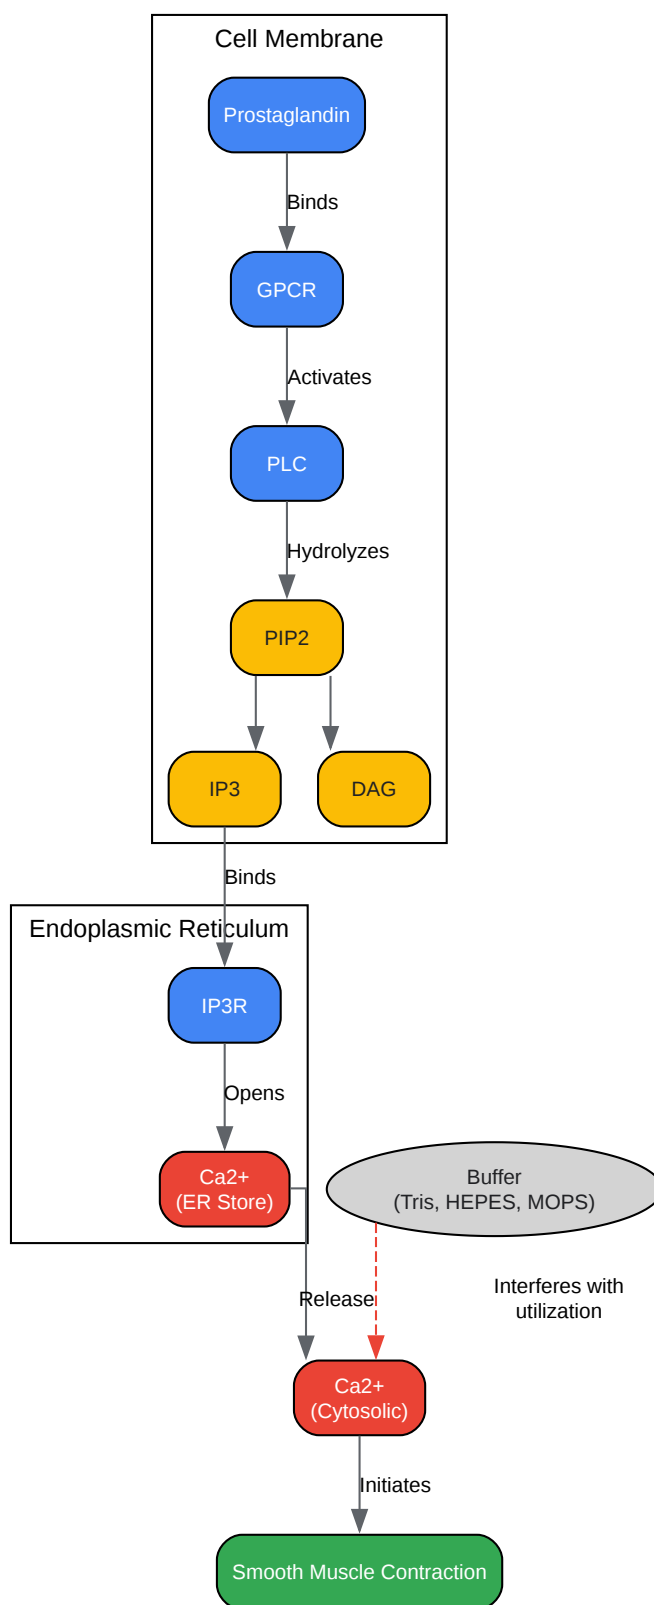 Cell Membrane
Prostaglandin
Binds
GPCR
Activates
PLC
Hydrolyzes
PIP2
IP3
DAG
Binds
Endoplasmic Reticulum
IP3R
Opens
Ca2+
(ER Store)
Buffer
(Tris, HEPES, MOPS)
Interferes with
utilization
Release
Ca2+
(Cytosolic)
Initiates
Smooth Muscle Contraction